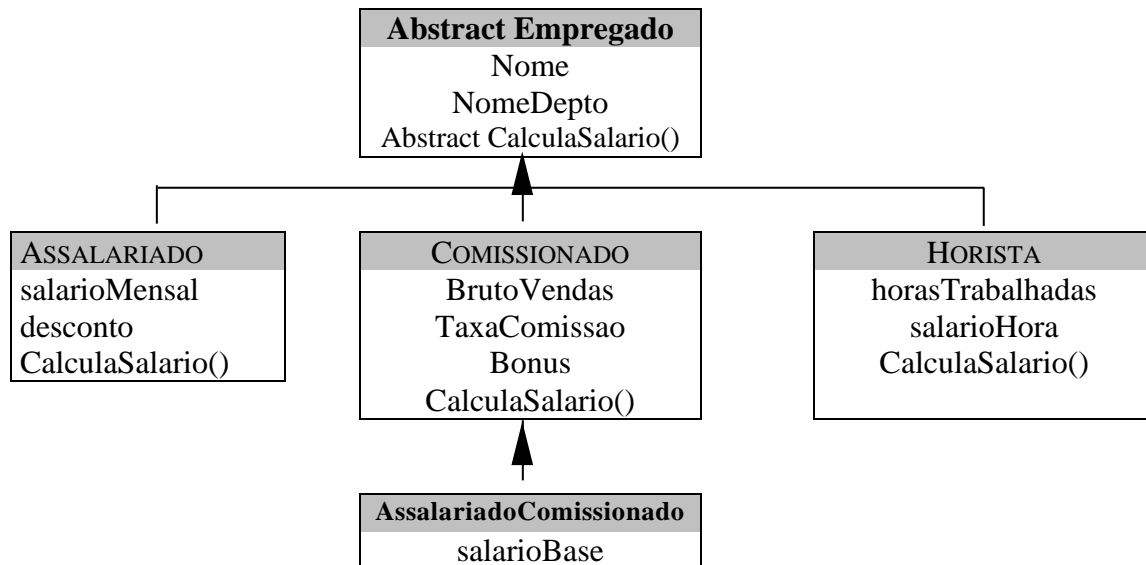 Abstract Empregado
Nome
NomeDepto
Abstract CalculaSalario()
ASSALARIADO
salarioMensal
desconto
CalculaSalario()
COMISSIONADO
BrutoVendas
TaxaComissao
Bonus
CalculaSalario()
HORISTA
horasTrabalhadas
salarioHora
CalculaSalario()
AssalariadoComissionado
salarioBase